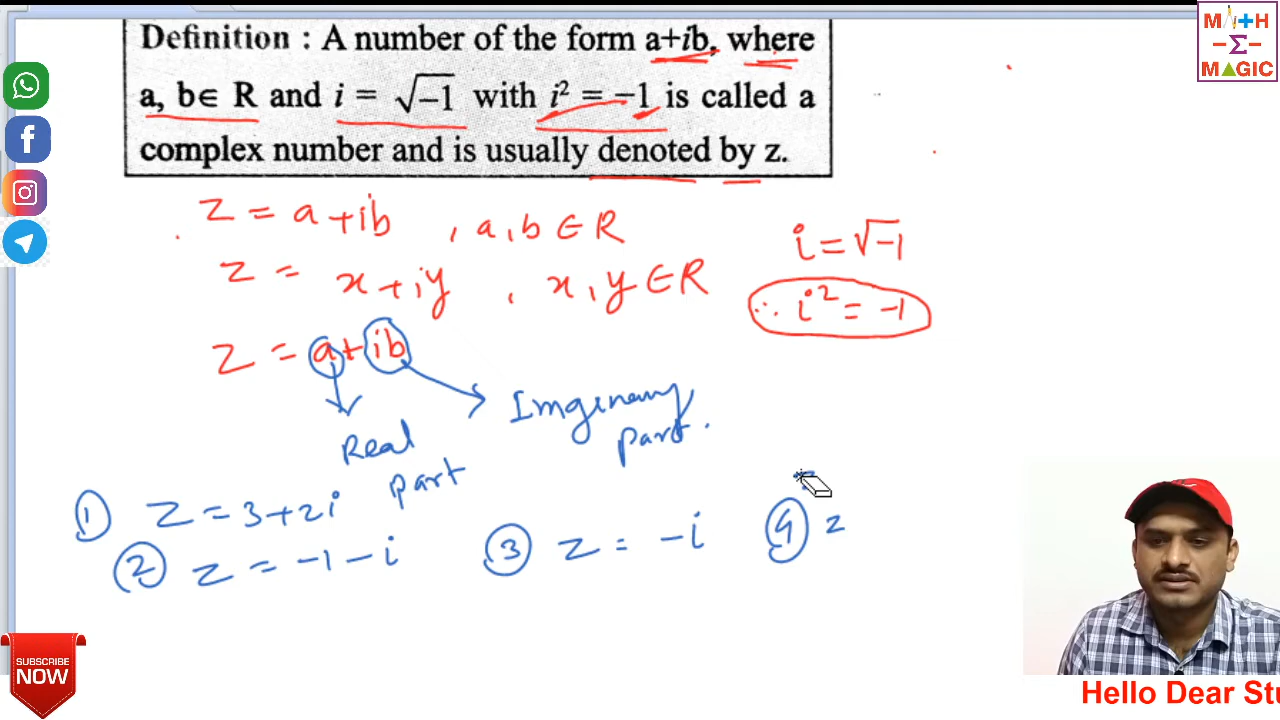 Definition : A number of the form a+ib, where
a, b∈ R and i = √-1 with i² = -1 is called a
complex number and is usually denoted by z.
M+TH
-Σ-
MAGIC
z = a+ib , a, b ∈ R
i = √-1
z = x+iy , x, y ∈ R
∴ i² = -1
z = a+ib
Real
part
Imginary
part.
① z = 3+2i
② z = -1-i
③ z = -i
④ z
SUBSCRIBE
NOW
Hello Dear Stu